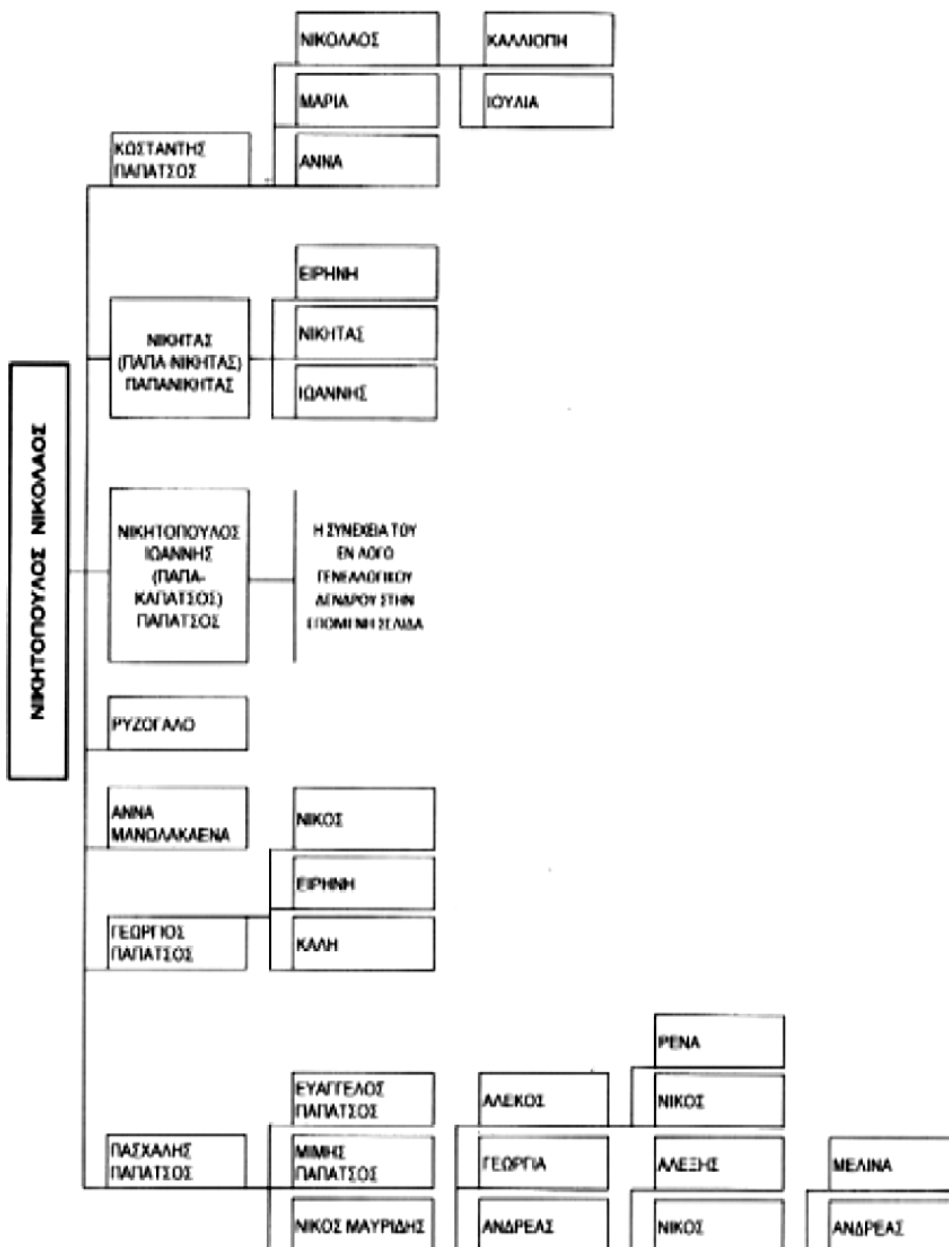 ΝΙΚΗΤΟΠΟΥΛΟΣ ΝΙΚΟΛΑΟΣ
ΚΩΣΤΑΝΤΗΣ
ΠΑΠΑΤΣΟΣ
ΝΙΚΟΛΑΟΣ
ΜΑΡΙΑ
ΑΝΝΑ
ΚΑΛΛΙΟΠΗ
ΙΟΥΛΙΑ
ΝΙΚΗΤΑΣ
(ΠΑΠΑ-ΝΙΚΗΤΑΣ)
ΠΑΠΑΝΙΚΗΤΑΣ
ΕΙΡΗΝΗ
ΝΙΚΗΤΑΣ
ΙΩΑΝΝΗΣ
ΝΙΚΗΤΟΠΟΥΛΟΣ
ΙΩΑΝΝΗΣ
(ΠΑΠΑ-
ΚΑΠΑΤΣΟΣ)
ΠΑΠΑΤΣΟΣ
Η ΣΥΝΕΧΕΙΑ ΤΟΥ
ΕΝ ΛΟΓΟ
ΓΕΝΕΑΛΟΓΙΚΟΥ
ΔΕΝΔΡΟΥ ΣΤΗΝ
ΕΠΟΜΕΝΗ ΣΕΛΙΔΑ
ΡΥΖΟΓΑΛΟ
ΑΝΝΑ
ΜΑΝΩΛΑΚΑΕΝΑ
ΓΕΩΡΓΙΟΣ
ΠΑΠΑΤΣΟΣ
ΝΙΚΟΣ
ΕΙΡΗΝΗ
ΚΑΛΗ
ΠΑΣΧΑΛΗΣ
ΠΑΠΑΤΣΟΣ
ΕΥΑΓΓΕΛΟΣ
ΠΑΠΑΤΣΟΣ
ΜΙΜΗΣ
ΠΑΠΑΤΣΟΣ
ΝΙΚΟΣ ΜΑΥΡΙΔΗΣ
ΑΛΕΚΟΣ
ΓΕΩΡΓΙΑ
ΑΝΔΡΕΑΣ
ΡΕΝΑ
ΝΙΚΟΣ
ΑΛΕΞΗΣ
ΝΙΚΟΣ
ΜΕΛΙΝΑ
ΑΝΔΡΕΑΣ